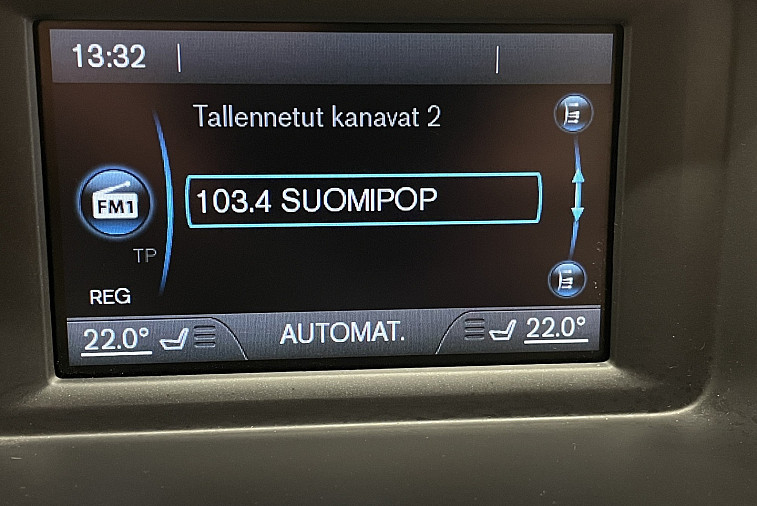 13:32
Tallennetut kanavat 2
FM1
103.4 SUOMIPOP
TP
REG
22.0° AUTOMAT. 22.0°